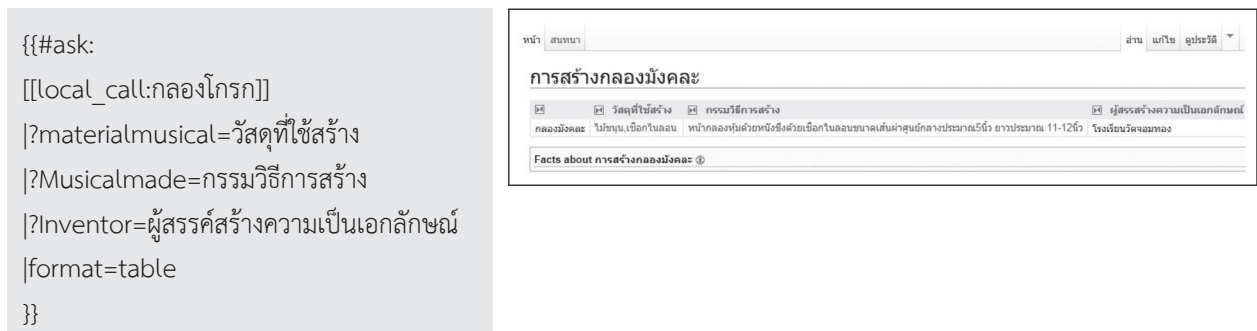 {{#ask:
[[local_call:กลองโกรก]]
|?materialmusical=วัสดุที่ใช้สร้าง
|?Musicalmade=กรรมวิธีการสร้าง
|?Inventor=ผู้สรรค์สร้างความเป็นเอกลักษณ์
|format=table
}}
หน้า สนทนา อ่าน แก้ไข ดูประวัติ
การสร้างกลองมังคละ
วัสดุที่ใช้สร้าง กรรมวิธีการสร้าง ผู้สรรสร้างความเป็นเอกลักษณ์
กลองมังคละ ไม้ขนุน,เชือกไนลอน หน้ากลองหุ้มด้วยหนังขึงด้วยเชือกไนลอนขนาดเส้นผ่าศูนย์กลางประมาณ5นิ้ว ยาวประมาณ 11-12นิ้ว โรงเรียนวัดจอมทอง
Facts about การสร้างกลองมังคละ